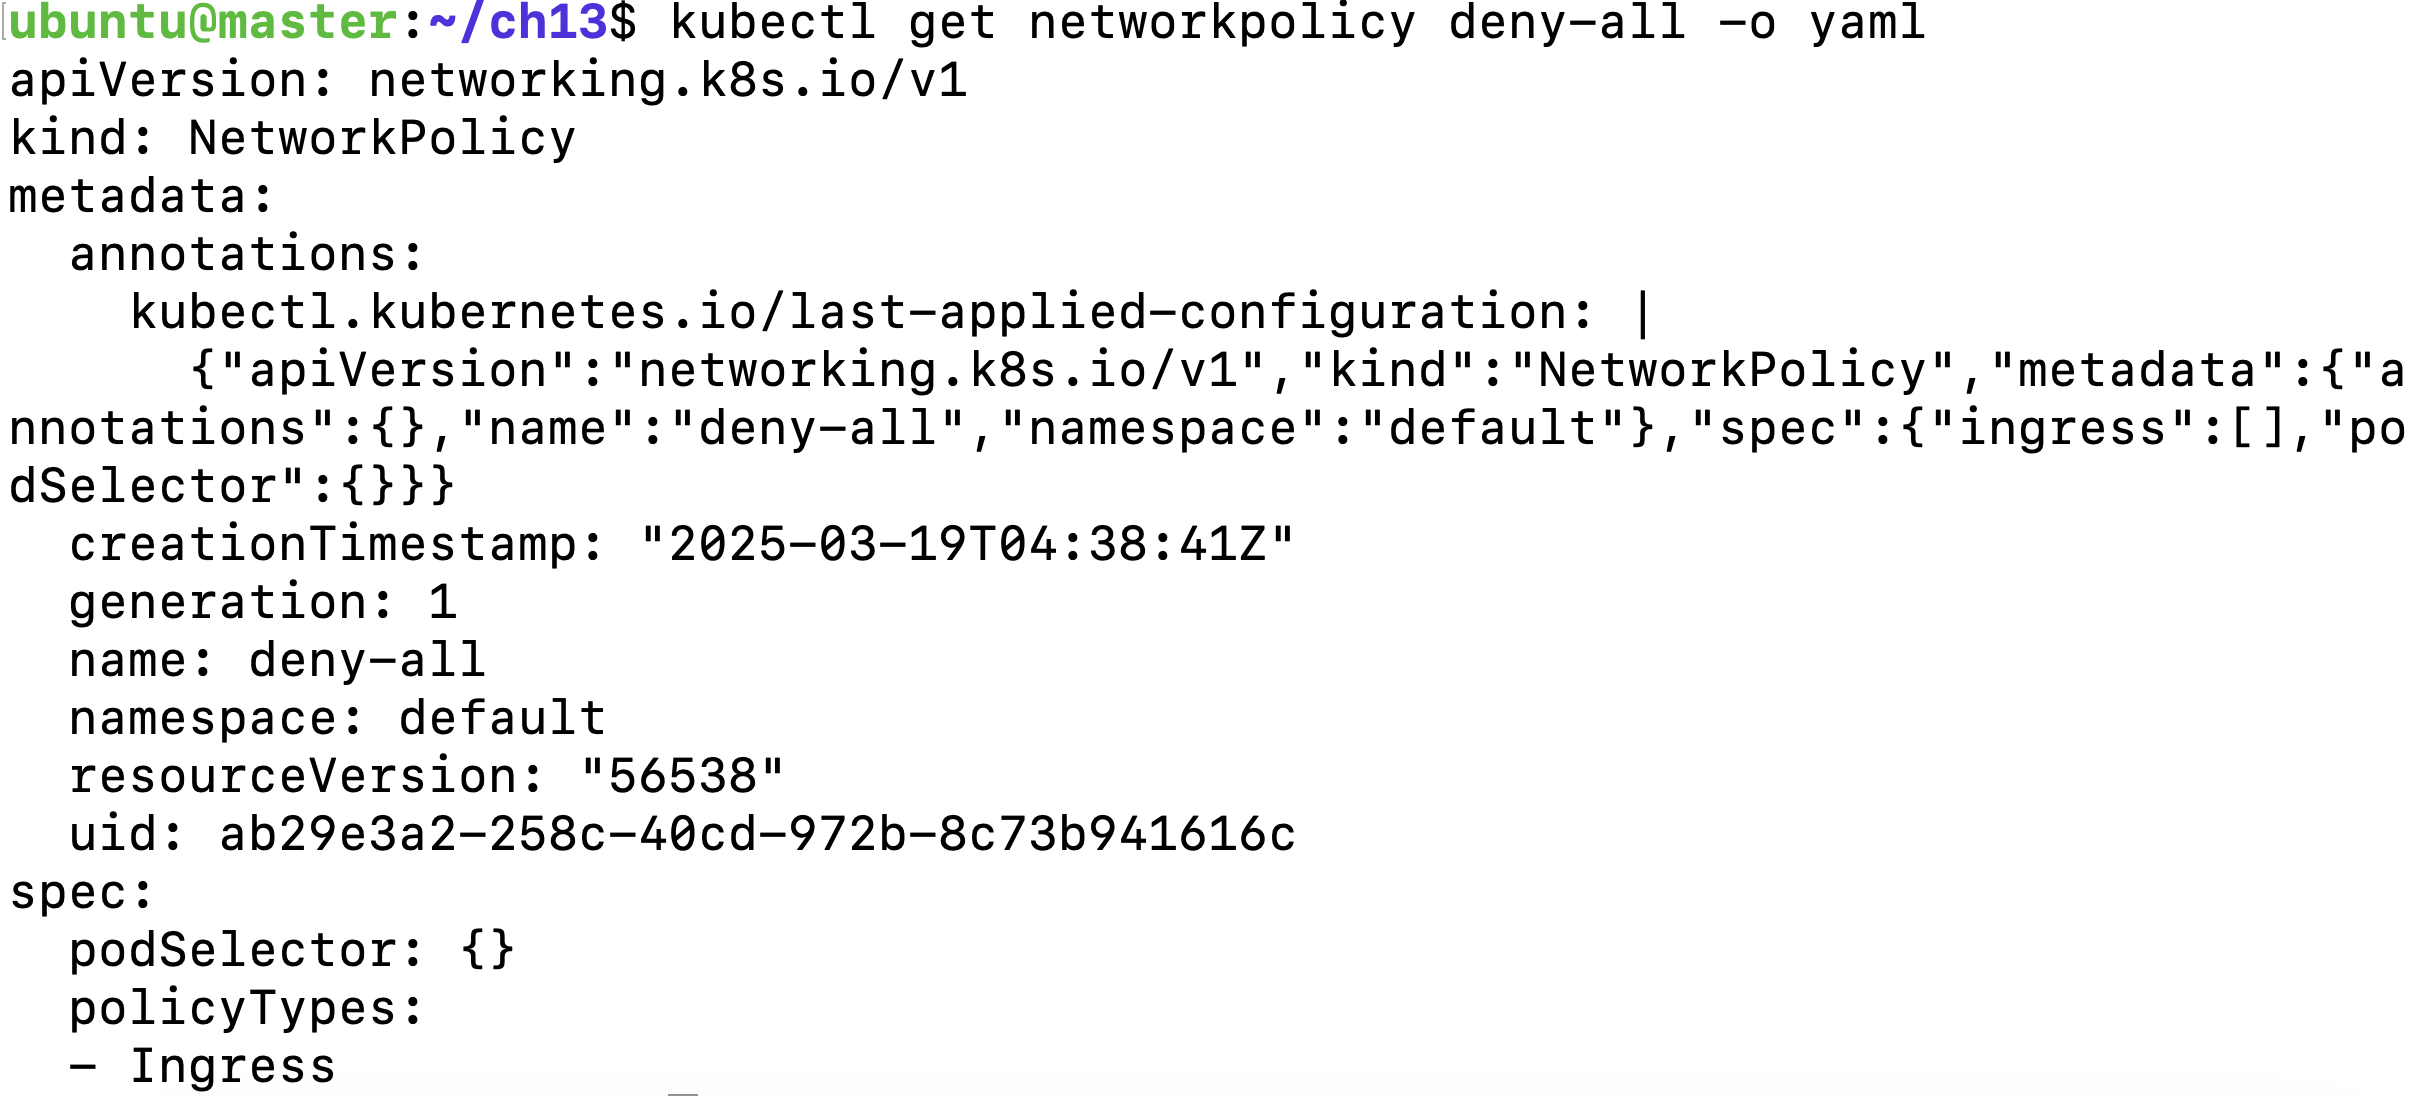 ubuntu@master:~/ch13$ kubectl get networkpolicy deny-all -o yaml
apiVersion: networking.k8s.io/v1
kind: NetworkPolicy
metadata:
  annotations:
    kubectl.kubernetes.io/last-applied-configuration: |
      {"apiVersion":"networking.k8s.io/v1","kind":"NetworkPolicy","metadata":{"a
nnotations":{},"name":"deny-all","namespace":"default"},"spec":{"ingress":[],"po
dSelector":{}}}
  creationTimestamp: "2025-03-19T04:38:41Z"
  generation: 1
  name: deny-all
  namespace: default
  resourceVersion: "56538"
  uid: ab29e3a2-258c-40cd-972b-8c73b941616c
spec:
  podSelector: {}
  policyTypes:
  - Ingress